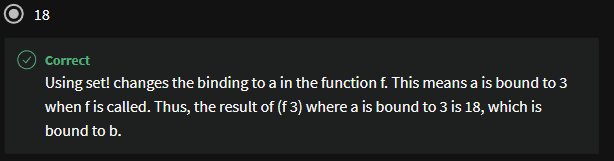 18
Correct
Using set! changes the binding to a in the function f. This means a is bound to 3
when f is called. Thus, the result of (f 3) where a is bound to 3 is 18, which is
bound to b.